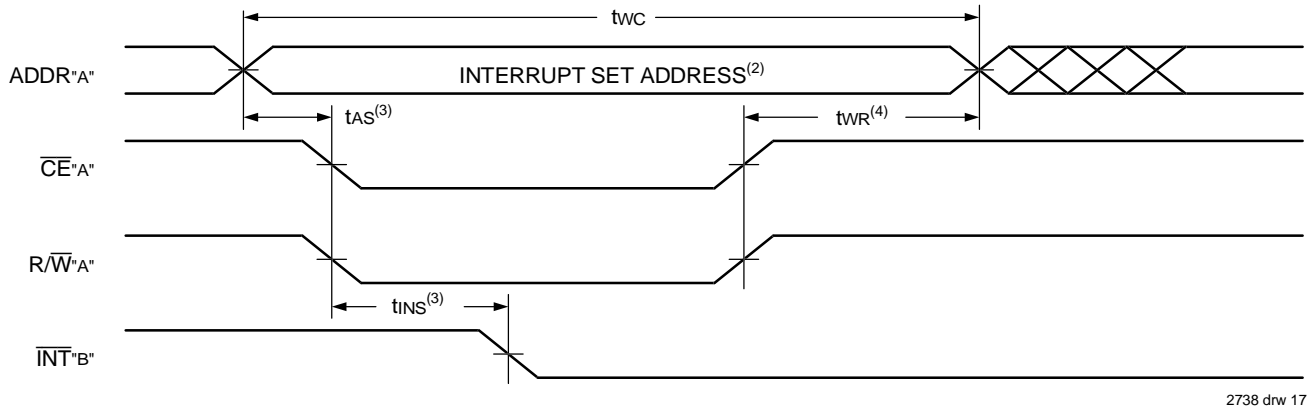 tWC
ADDR"A"
INTERRUPT SET ADDRESS(2)
tAS(3)
tWR(4)
CE"A"
R/W"A"
tINS(3)
INT"B"
2738 drw 17